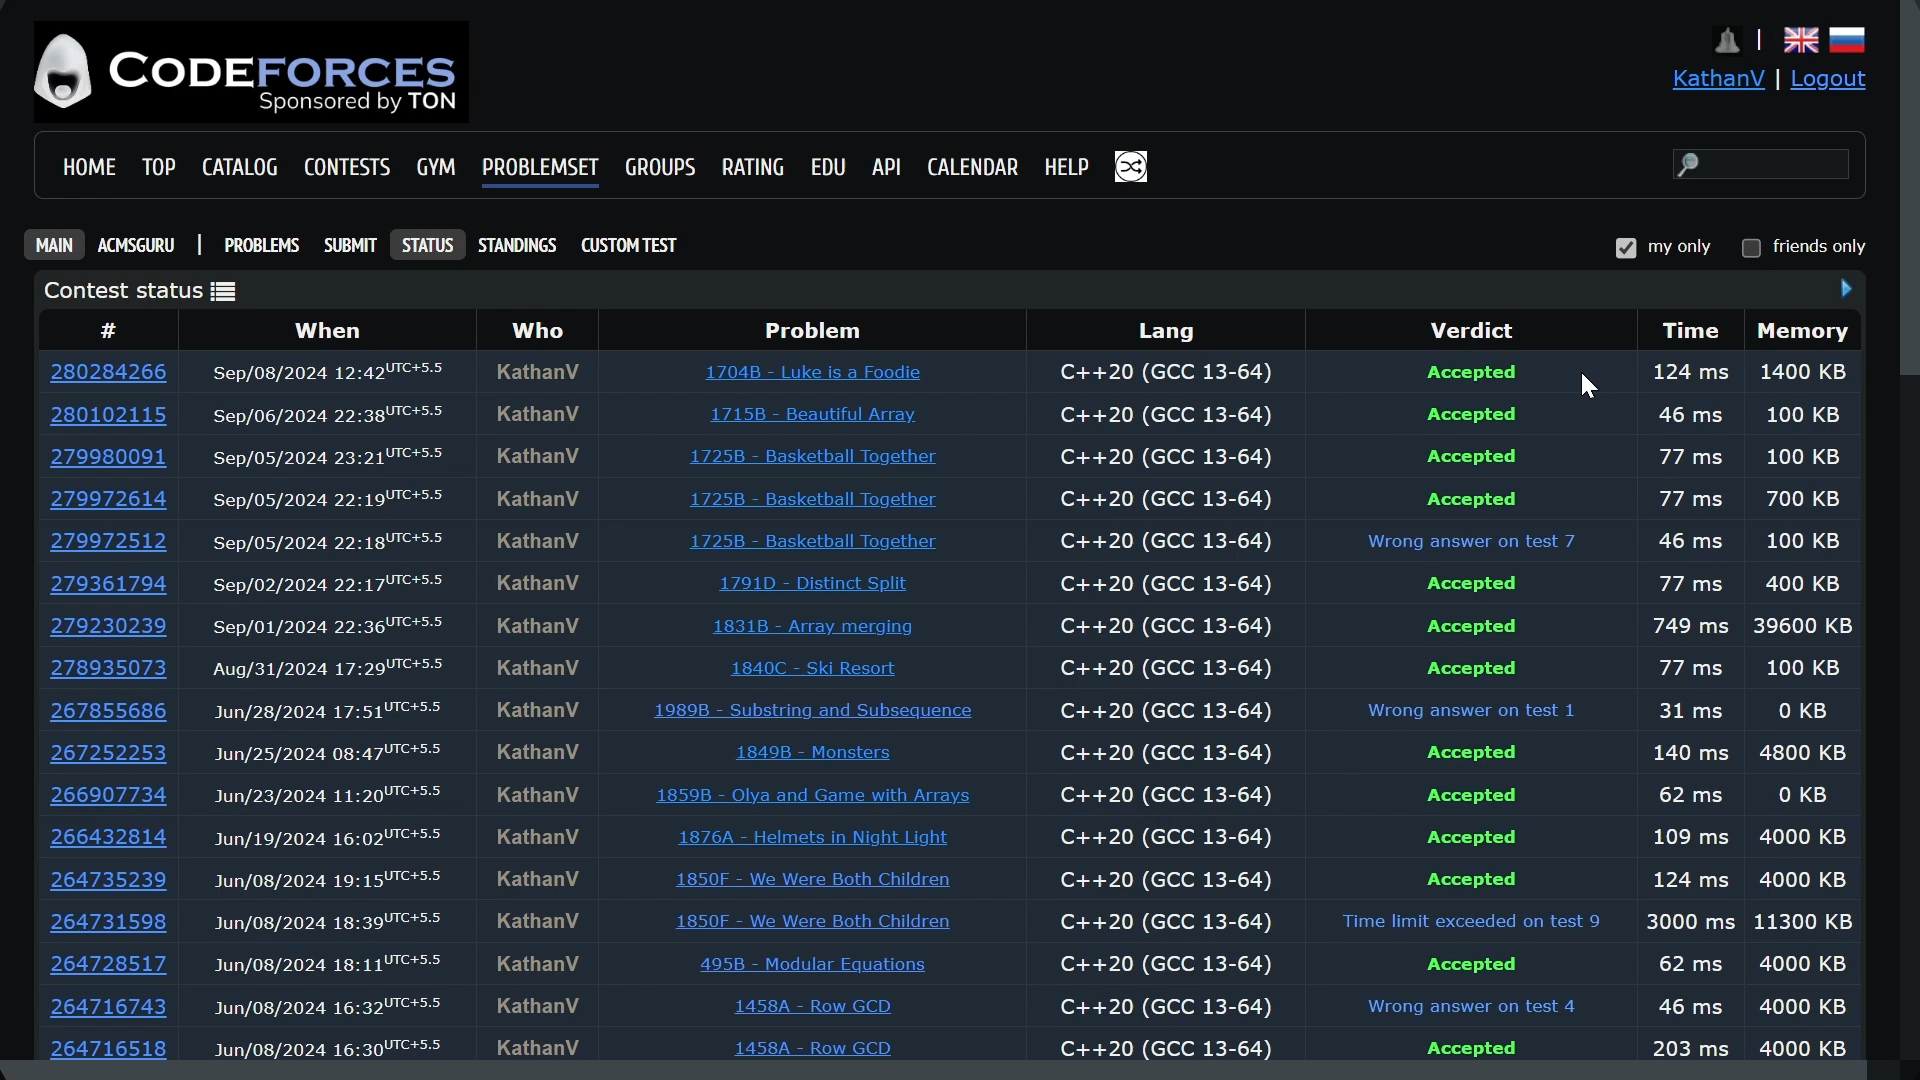 CODEFORCES
Sponsored by TON
|
KathanV | Logout
HOME TOP CATALOG CONTESTS GYM PROBLEMSET GROUPS RATING EDU API CALENDAR HELP
MAIN ACMSGURU | PROBLEMS SUBMIT STATUS STANDINGS CUSTOM TEST my only friends only
Contest status
# When Who Problem Lang Verdict Time Memory
280284266 Sep/08/2024 12:42UTC+5.5 KathanV 1704B - Luke is a Foodie C++20 (GCC 13-64) Accepted 124 ms 1400 KB
280102115 Sep/06/2024 22:38UTC+5.5 KathanV 1715B - Beautiful Array C++20 (GCC 13-64) Accepted 46 ms 100 KB
279980091 Sep/05/2024 23:21UTC+5.5 KathanV 1725B - Basketball Together C++20 (GCC 13-64) Accepted 77 ms 100 KB
279972614 Sep/05/2024 22:19UTC+5.5 KathanV 1725B - Basketball Together C++20 (GCC 13-64) Accepted 77 ms 700 KB
279972512 Sep/05/2024 22:18UTC+5.5 KathanV 1725B - Basketball Together C++20 (GCC 13-64) Wrong answer on test 7 46 ms 100 KB
279361794 Sep/02/2024 22:17UTC+5.5 KathanV 1791D - Distinct Split C++20 (GCC 13-64) Accepted 77 ms 400 KB
279230239 Sep/01/2024 22:36UTC+5.5 KathanV 1831B - Array merging C++20 (GCC 13-64) Accepted 749 ms 39600 KB
278935073 Aug/31/2024 17:29UTC+5.5 KathanV 1840C - Ski Resort C++20 (GCC 13-64) Accepted 77 ms 100 KB
267855686 Jun/28/2024 17:51UTC+5.5 KathanV 1989B - Substring and Subsequence C++20 (GCC 13-64) Wrong answer on test 1 31 ms 0 KB
267252253 Jun/25/2024 08:47UTC+5.5 KathanV 1849B - Monsters C++20 (GCC 13-64) Accepted 140 ms 4800 KB
266907734 Jun/23/2024 11:20UTC+5.5 KathanV 1859B - Olya and Game with Arrays C++20 (GCC 13-64) Accepted 62 ms 0 KB
266432814 Jun/19/2024 16:02UTC+5.5 KathanV 1876A - Helmets in Night Light C++20 (GCC 13-64) Accepted 109 ms 4000 KB
264735239 Jun/08/2024 19:15UTC+5.5 KathanV 1850F - We Were Both Children C++20 (GCC 13-64) Accepted 124 ms 4000 KB
264731598 Jun/08/2024 18:39UTC+5.5 KathanV 1850F - We Were Both Children C++20 (GCC 13-64) Time limit exceeded on test 9 3000 ms 11300 KB
264728517 Jun/08/2024 18:11UTC+5.5 KathanV 495B - Modular Equations C++20 (GCC 13-64) Accepted 62 ms 4000 KB
264716743 Jun/08/2024 16:32UTC+5.5 KathanV 1458A - Row GCD C++20 (GCC 13-64) Wrong answer on test 4 46 ms 4000 KB
264716518 Jun/08/2024 16:30UTC+5.5 KathanV 1458A - Row GCD C++20 (GCC 13-64) Accepted 203 ms 4000 KB